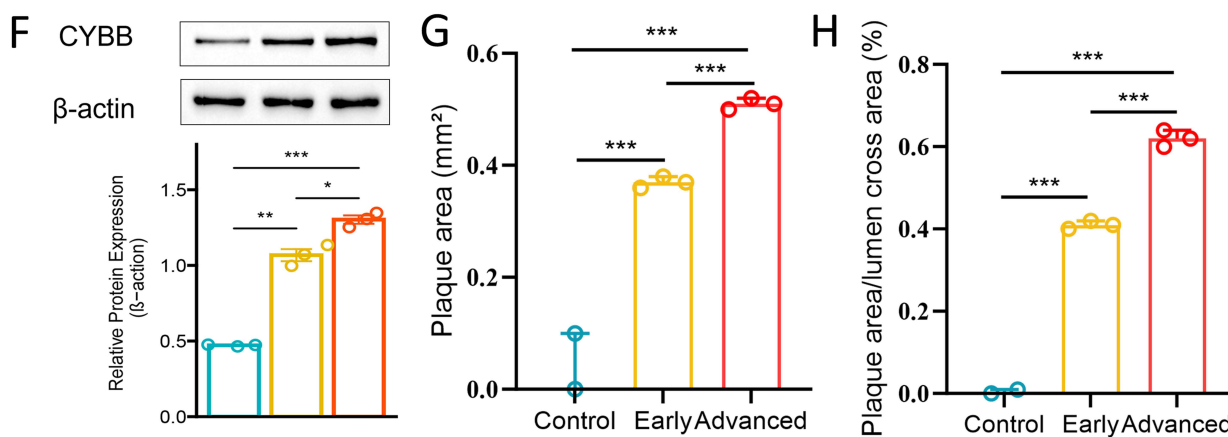 F
CYBB
β-actin
***
*
**
1.5
1.0
0.5
0.0
Relative Protein Expression
(ß−action)
G
***
***
***
0.6
0.4
0.2
0.0
Plaque area (mm²)
Control Early Advanced
H
***
***
***
0.8
0.6
0.4
0.2
0.0
Plaque area/lumen cross area (%)
Control Early Advanced